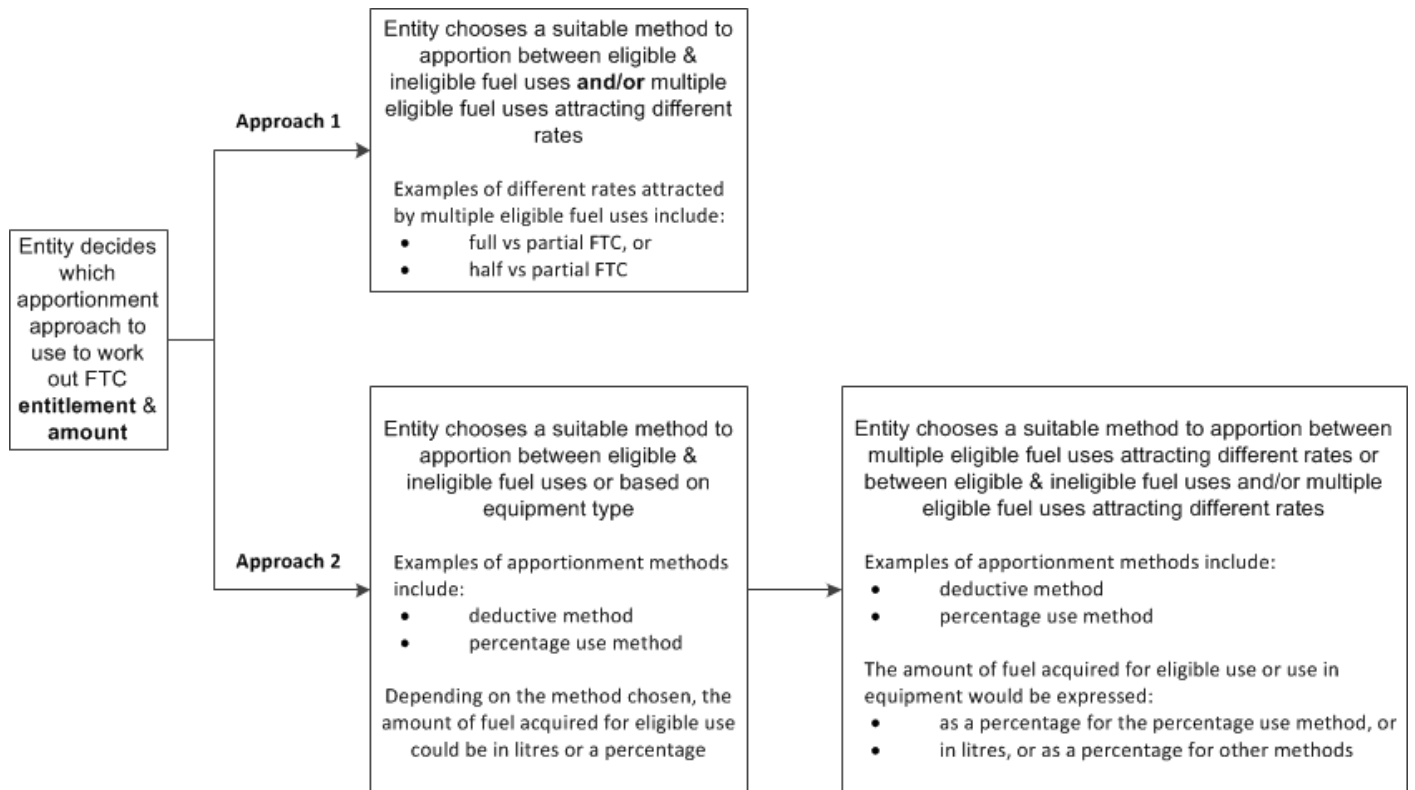 Entity decides
which
apportionment
approach to
use to work
out FTC
entitlement &
amount
Approach 1
Entity chooses a suitable method to
apportion between eligible &
ineligible fuel uses and/or multiple
eligible fuel uses attracting different
rates
Examples of different rates attracted
by multiple eligible fuel uses include:
• full vs partial FTC, or
• half vs partial FTC
Approach 2
Entity chooses a suitable method to
apportion between eligible &
ineligible fuel uses or based on
equipment type
Examples of apportionment methods
include:
• deductive method
• percentage use method
Depending on the method chosen, the
amount of fuel acquired for eligible use
could be in litres or a percentage
Entity chooses a suitable method to apportion between
multiple eligible fuel uses attracting different rates or
between eligible & ineligible fuel uses and/or multiple
eligible fuel uses attracting different rates
Examples of apportionment methods include:
• deductive method
• percentage use method
The amount of fuel acquired for eligible use or use in
equipment would be expressed:
• as a percentage for the percentage use method, or
• in litres, or as a percentage for other methods